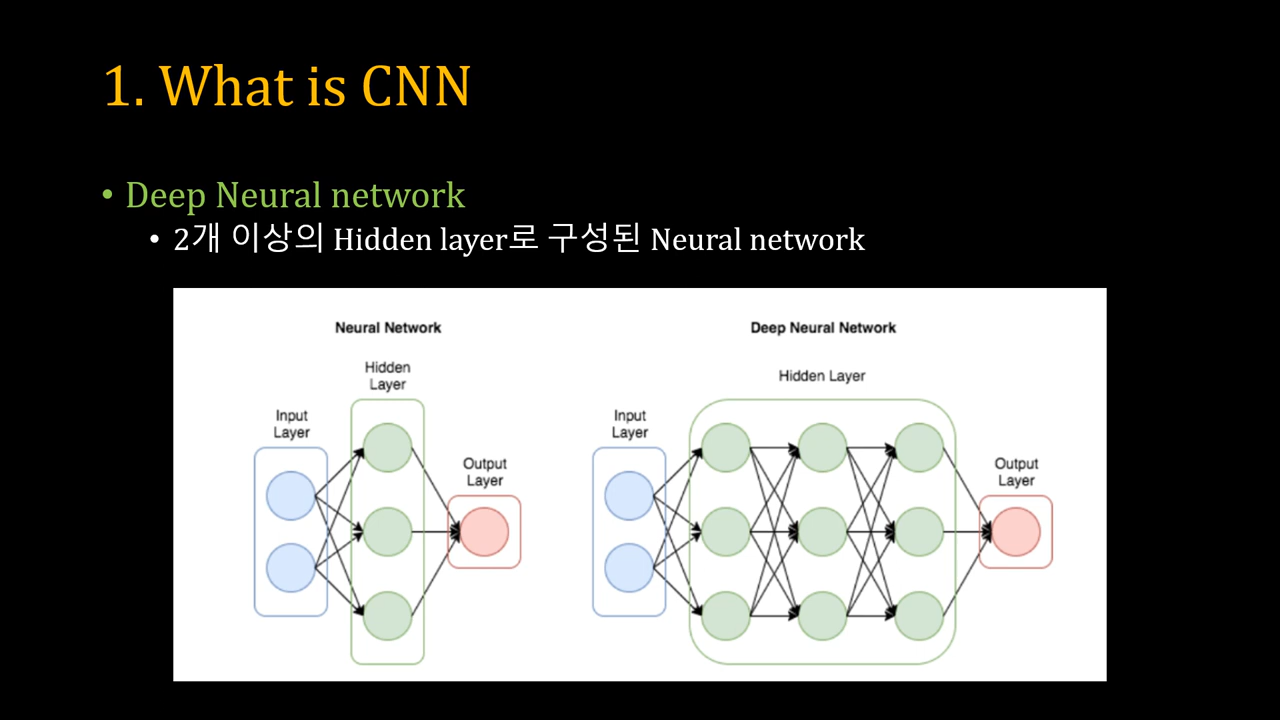 1. What is CNN
• Deep Neural network
• 2개 이상의 Hidden layer로 구성된 Neural network
Neural Network
Hidden
Layer
Input
Layer
Output
Layer
Deep Neural Network
Hidden Layer
Input
Layer
Output
Layer